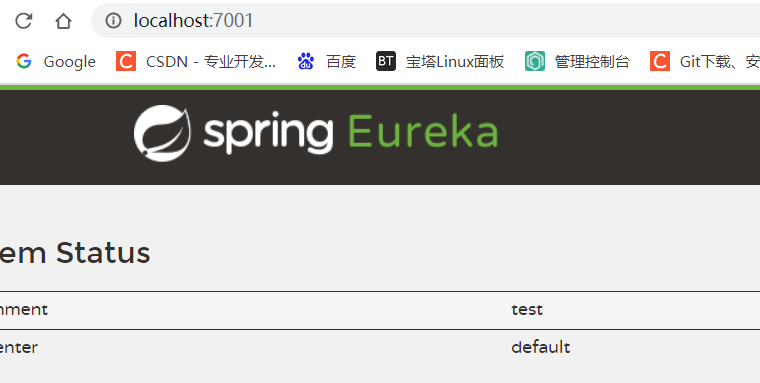 localhost:7001
Google CSDN - 专业开发... 百度 BT 宝塔Linux面板 管理控制台 Git下载、安
spring Eureka
em Status
nment test
enter default